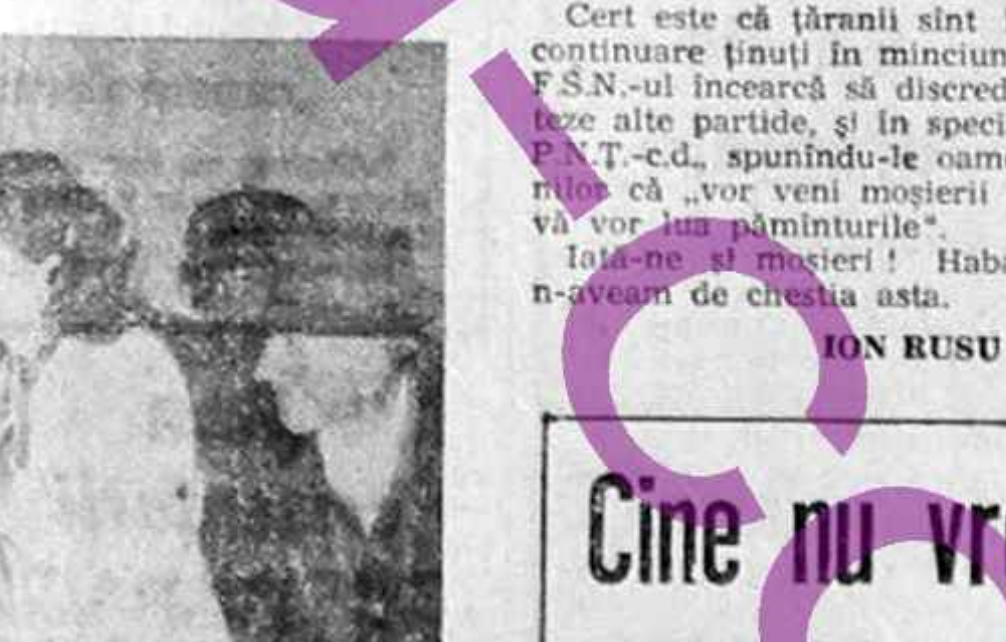 Cert este că țăranii sînt
continuare ținuți în minciun
F.S.N.-ul încearcă să discred
teze alte partide, și în speci
P.N.Ț.-c.d., spunîndu-le oame
nilor că „vor veni moșierii
vă vor lua pămînturile“.
Iată-ne și moșieri ! Haba
n-aveam de chestia asta.
ION RUSU
Cine nu vr